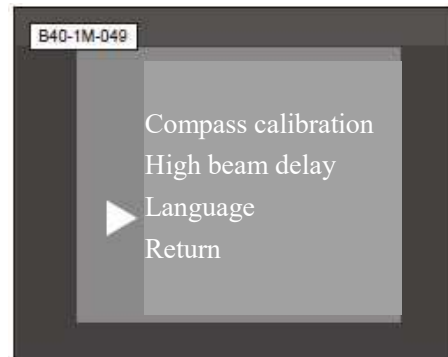 B40-1M-049
Compass calibration
High beam delay
Language
Return